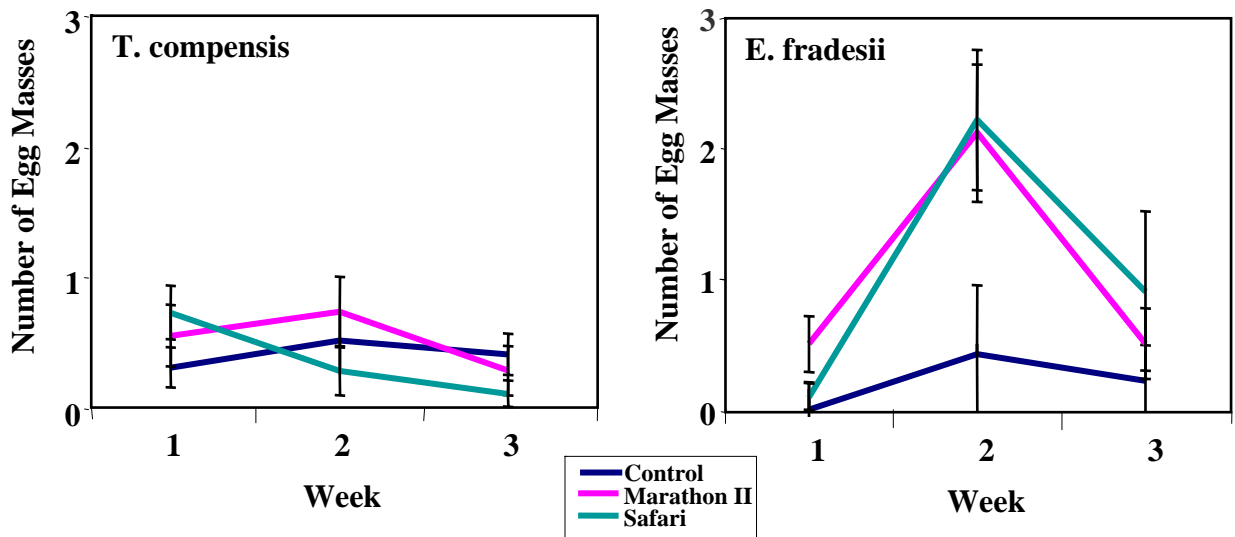 T. compensis
Number of Egg Masses
3
2
1
0
1 2 3
Week
E. fradesii
Number of Egg Masses
3
2
1
0
1 2 3
Week
Control
Marathon II
Safari